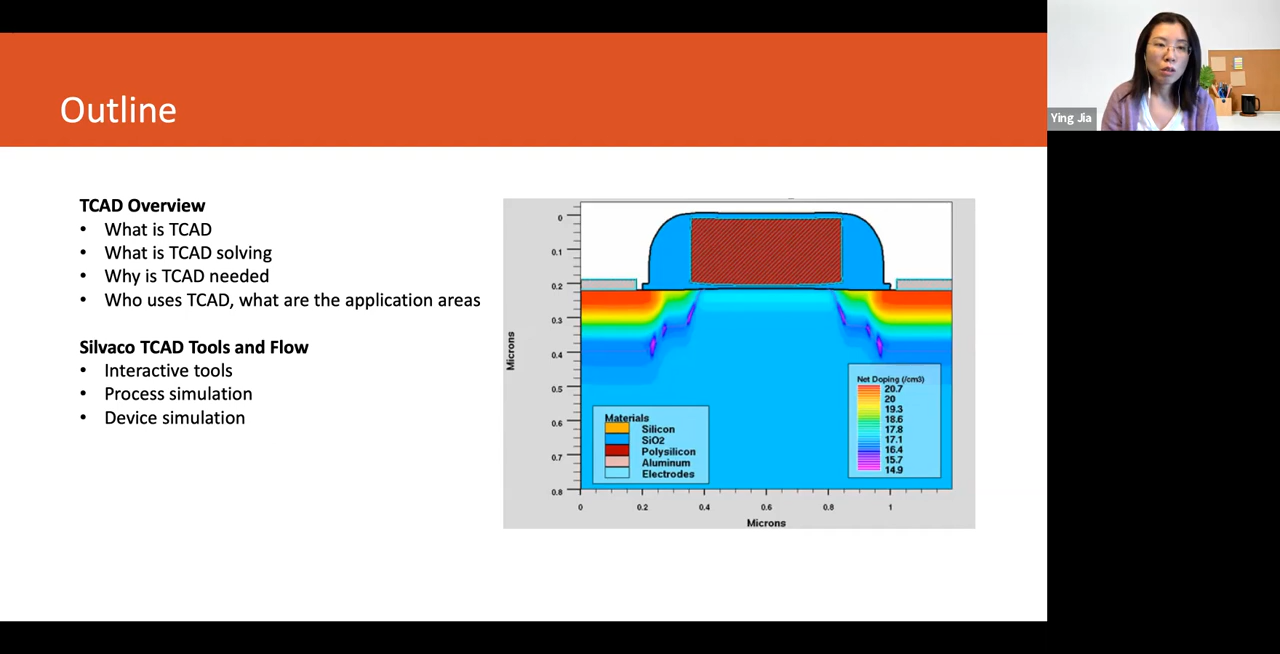 Outline
Ying Jia
TCAD Overview
• What is TCAD
• What is TCAD solving
• Why is TCAD needed
• Who uses TCAD, what are the application areas
Silvaco TCAD Tools and Flow
• Interactive tools
• Process simulation
• Device simulation
0
0.1
0.2
0.3
0.4
0.5
0.6
0.7
0.8
Microns
Materials
Silicon
SiO2
Polysilicon
Aluminum
Electrodes
Net Doping (/cm3)
20.7
20
19.3
18.6
17.8
17.1
16.4
15.7
14.9
0
0.2
0.4
0.6
0.8
1
Microns